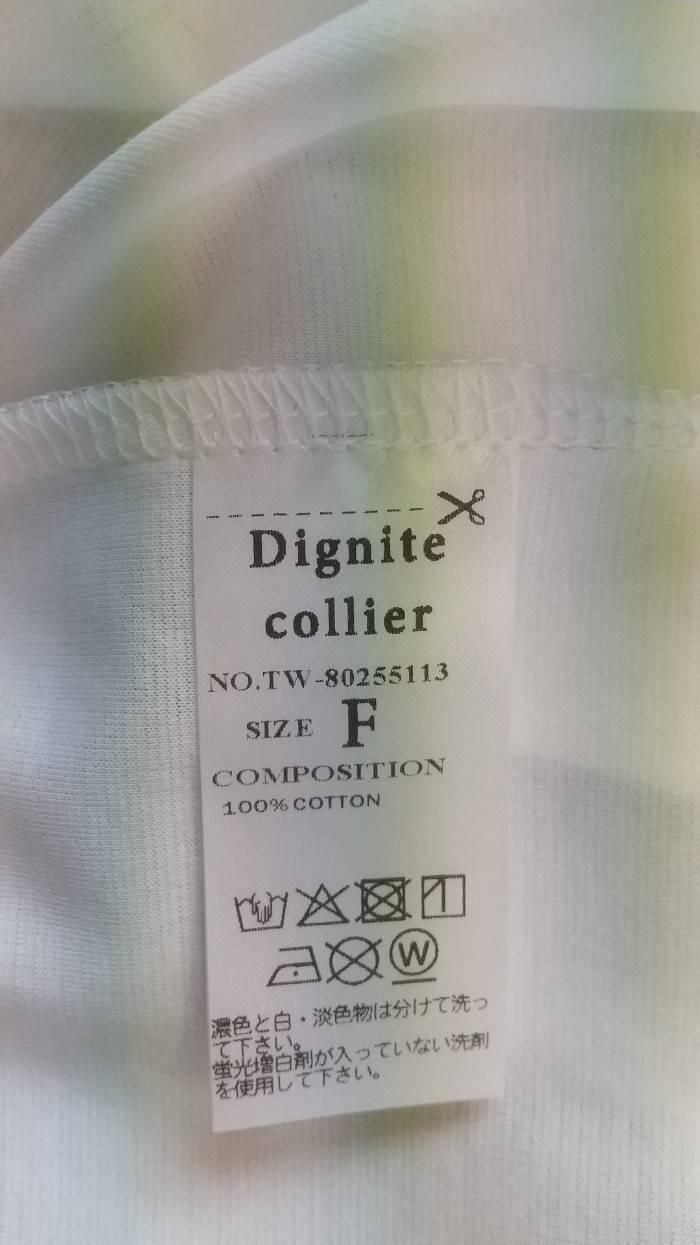 Dignite
collier
NO.TW-80255113
SIZE F
COMPOSITION
100% COTTON
W
濃色と白・淡色物は分けて洗っ
て下さい。
蛍光増白剤が入っていない洗剤
を使用して下さい。